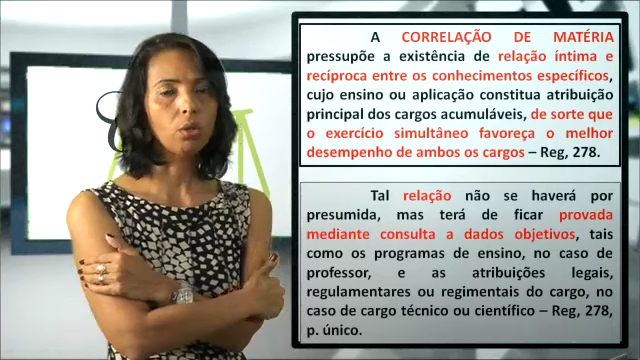 A CORRELAÇÃO DE MATÉRIA
pressupõe a existência de relação íntima e
recíproca entre os conhecimentos específicos,
cujo ensino ou aplicação constitua atribuição
principal dos cargos acumuláveis, de sorte que
o exercício simultâneo favoreça o melhor
desempenho de ambos os cargos – Reg, 278.
Tal relação não se haverá por
presumida, mas terá de ficar provada
mediante consulta a dados objetivos, tais
como os programas de ensino, no caso de
professor, e as atribuições legais,
regulamentares ou regimentais do cargo, no
caso de cargo técnico ou científico – Reg, 278,
p. único.